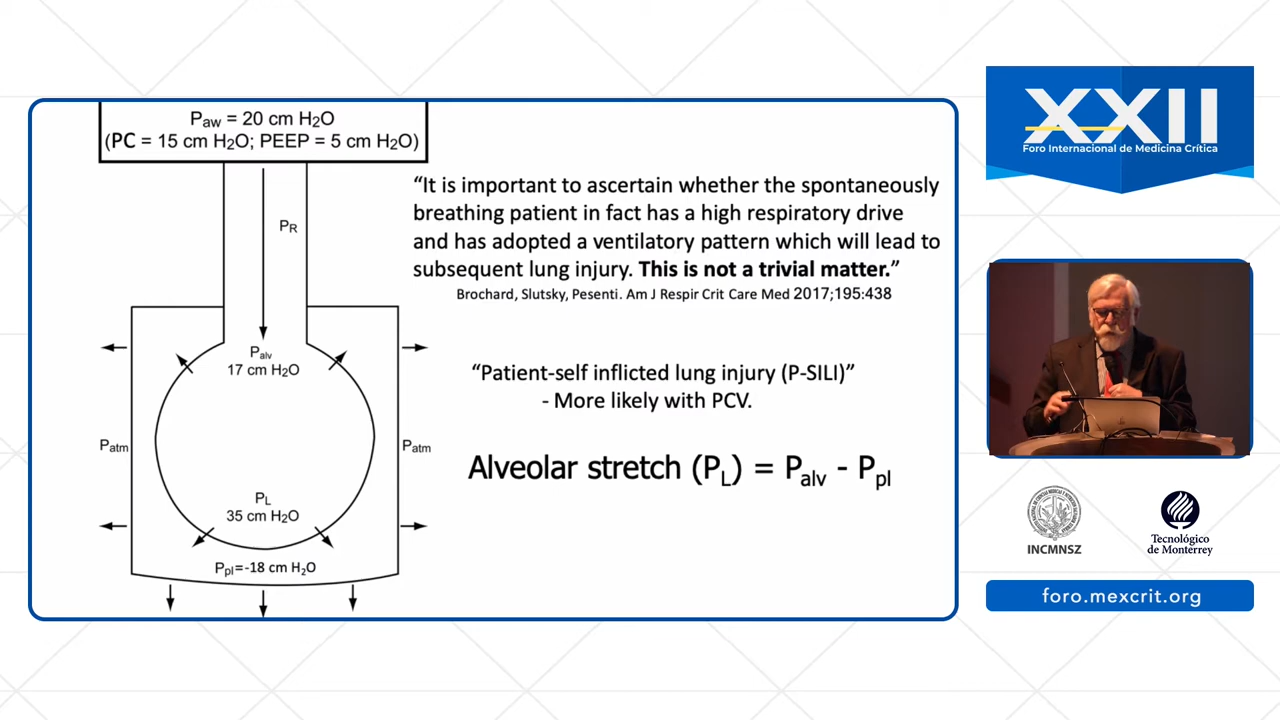 Paw = 20 cm H2O
(PC = 15 cm H2O; PEEP = 5 cm H2O)
PR
Palv
17 cm H2O
Patm
Patm
PL
35 cm H2O
Ppl=-18 cm H2O
“It is important to ascertain whether the spontaneously
breathing patient in fact has a high respiratory drive
and has adopted a ventilatory pattern which will lead to
subsequent lung injury. This is not a trivial matter.”
Brochard, Slutsky, Pesenti. Am J Respir Crit Care Med 2017;195:438
“Patient-self inflicted lung injury (P-SILI)”
- More likely with PCV.
Alveolar stretch (PL) = Palv - Ppl
XXII
Foro Internacional de Medicina Crítica
INCMNSZ
Tecnológico
de Monterrey
foro.mexcrit.org